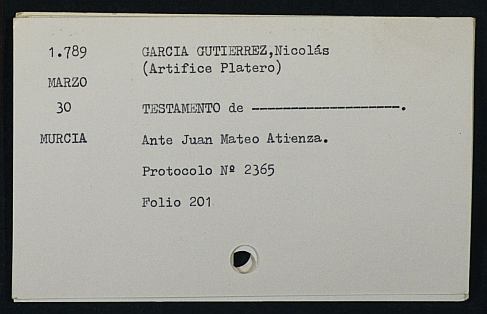 1.789 GARCIA GUTIERREZ,Nicolás
(Artifice Platero)
MARZO
30 TESTAMENTO de -------------------.
MURCIA Ante Juan Mateo Atienza.
Protocolo Nº 2365
Folio 201